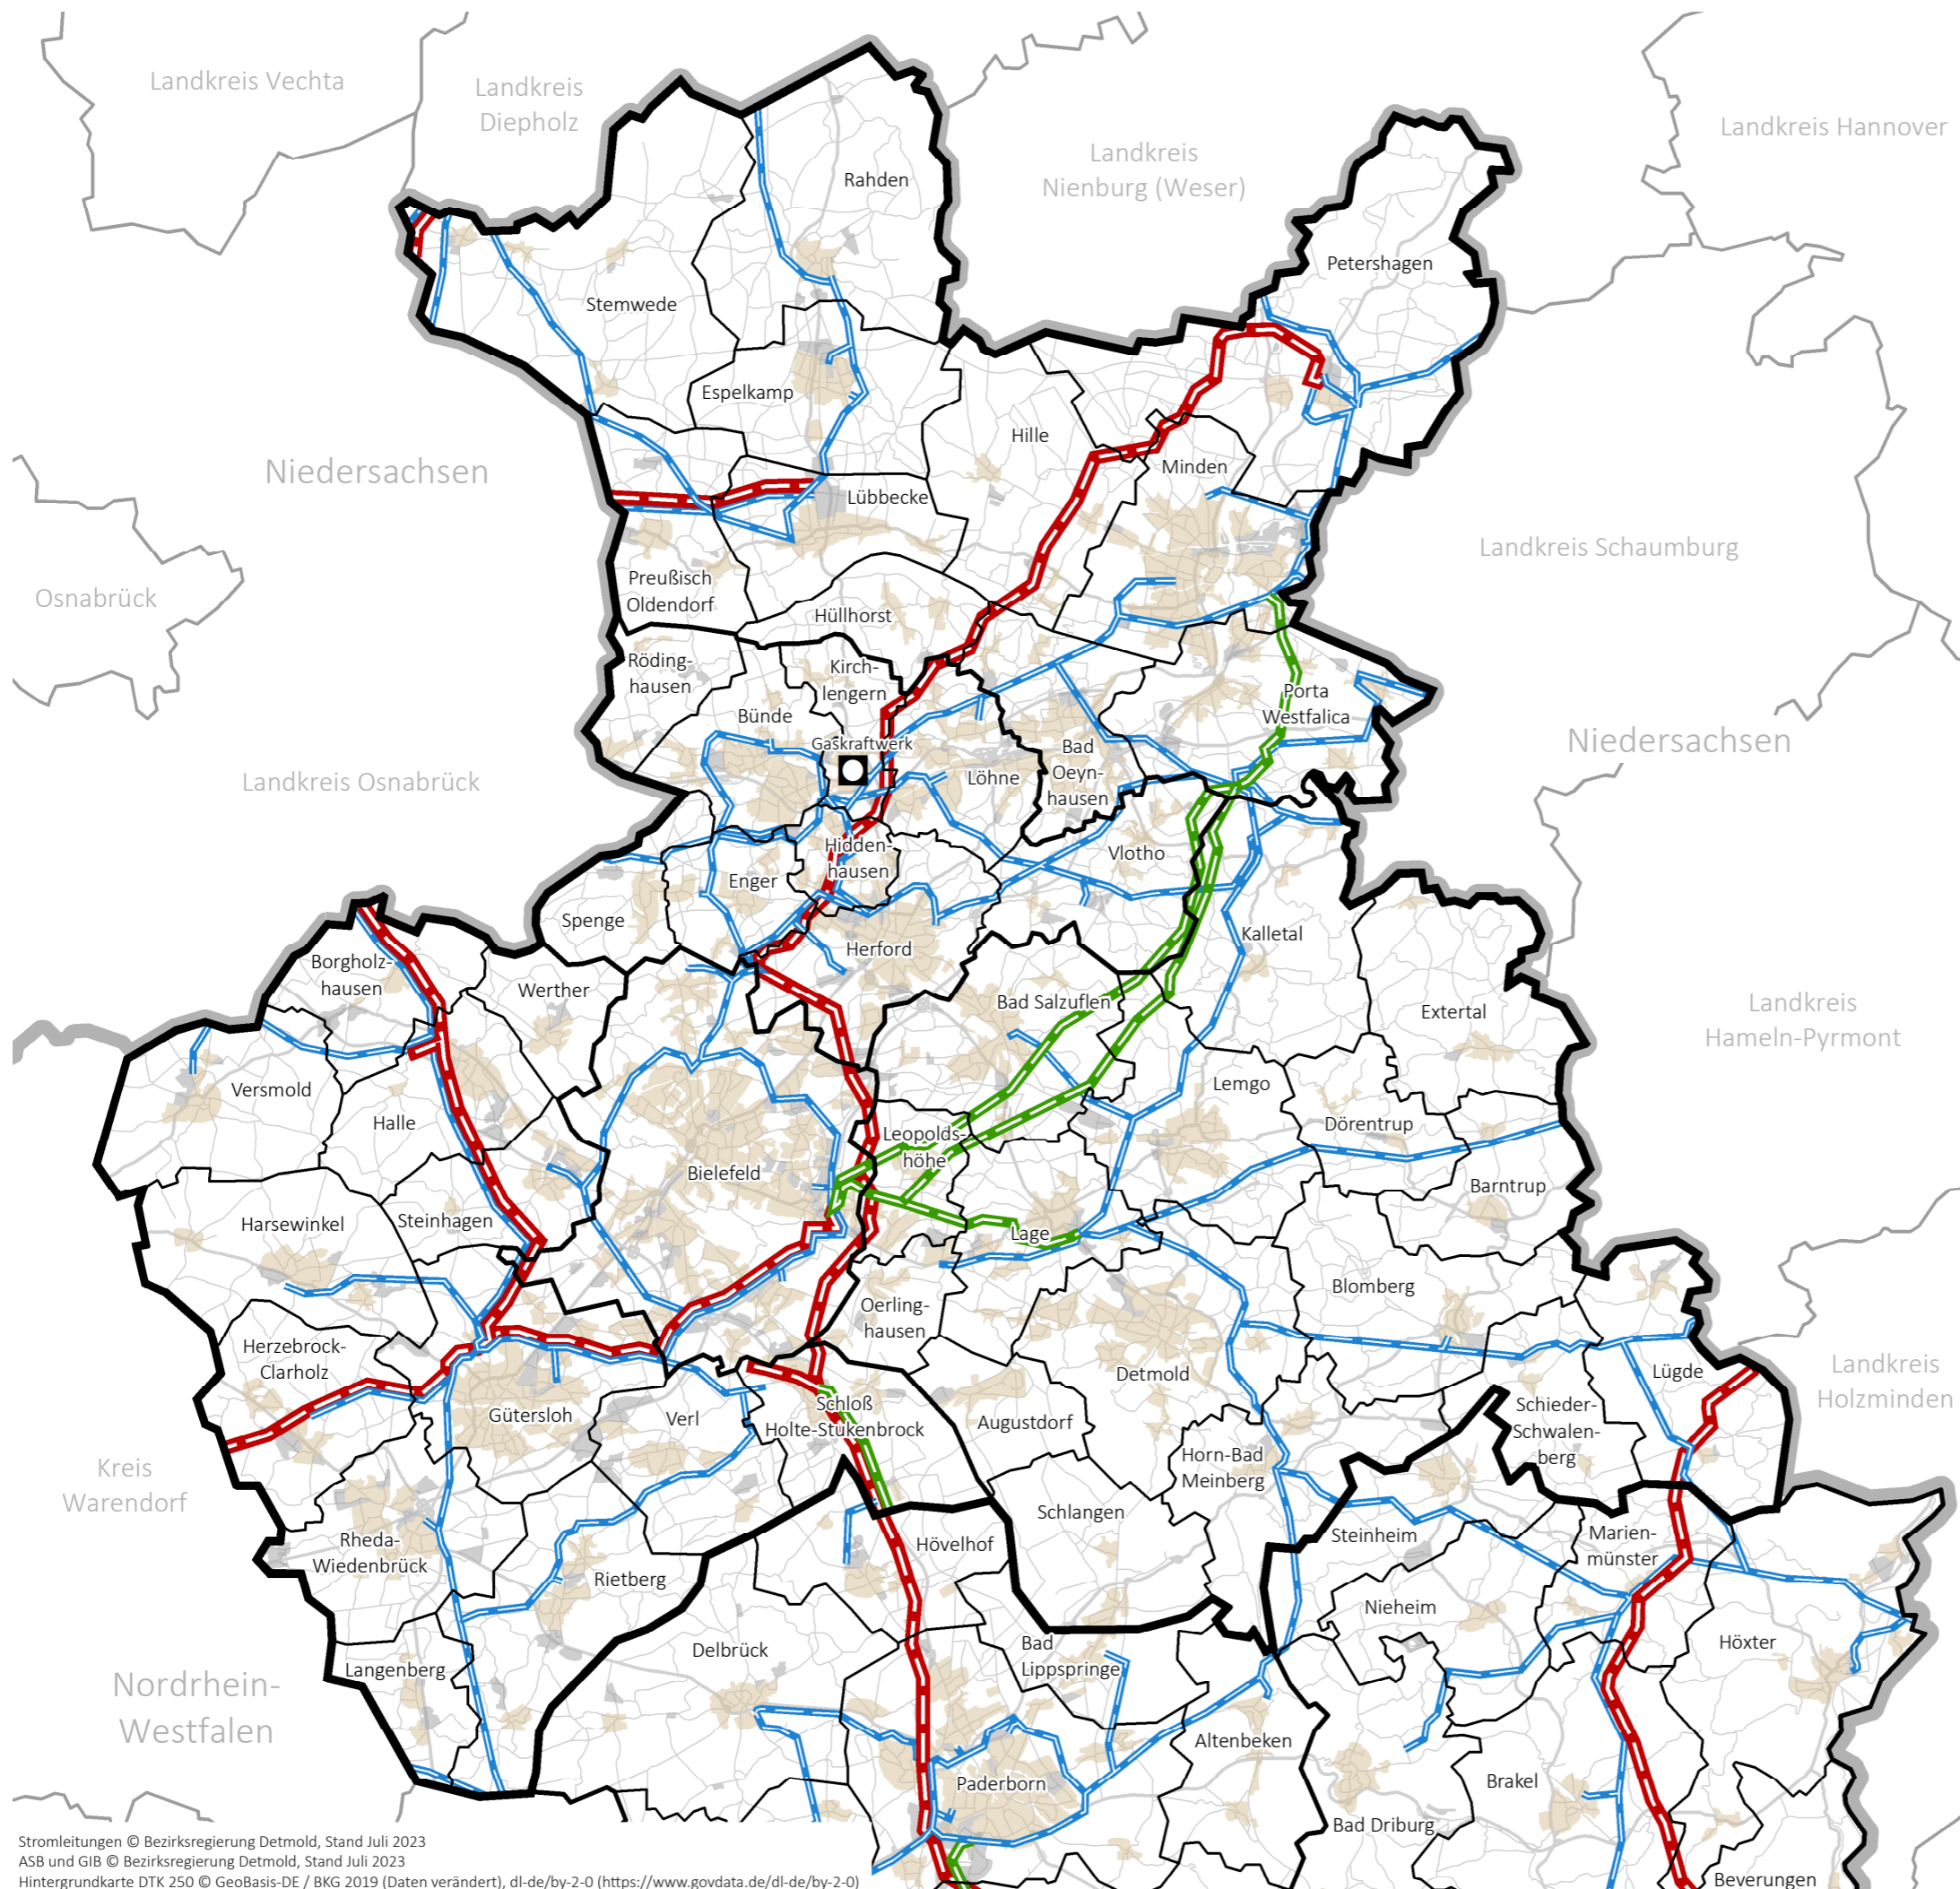 Landkreis Vechta
Landkreis
Diepholz
Landkreis Hannover
Landkreis
Nienburg (Weser)
Rahden
Petershagen
Stemwede
Espelkamp
Hille
Minden
Niedersachsen
Lübbecke
Landkreis Schaumburg
Osnabrück
Preußisch
Oldendorf
Hüllhorst
Röding-
hausen
Kirch-
lengern
Porta
Westfalica
Bünde
Gaskraftwerk
Bad
Oeyn-
hausen
Löhne
Niedersachsen
Landkreis Osnabrück
Hidden-
hausen
Vlotho
Enger
Spenge
Herford
Kalletal
Borgholz-
hausen
Werther
Bad Salzuflen
Extertal
Landkreis
Hameln-Pyrmont
Versmold
Lemgo
Halle
Dörentrup
Leopolds-
höhe
Bielefeld
Barntrup
Harsewinkel
Steinhagen
Lage
Blomberg
Oerling-
hausen
Herzebrock-
Clarholz
Detmold
Lügde
Landkreis
Holzminden
Gütersloh
Verl
Schloß
Holte-Stukenbrock
Augustdorf
Schieder-
Schwalen-
berg
Horn-Bad
Meinberg
Kreis
Warendorf
Schlangen
Rheda-
Wiedenbrück
Hövelhof
Steinheim
Marien-
münster
Rietberg
Nieheim
Höxter
Delbrück
Bad
Lippspringe
Langenberg
Nordrhein-
Westfalen
Altenbeken
Paderborn
Brakel
Bad Driburg
Beverungen
Stromleitungen © Bezirksregierung Detmold, Stand Juli 2023
ASB und GIB © Bezirksregierung Detmold, Stand Juli 2023
Hintergrundkarte DTK 250 © GeoBasis-DE / BKG 2019 (Daten verändert), dl-de/by-2-0 (https://www.govdata.de/dl-de/by-2-0)